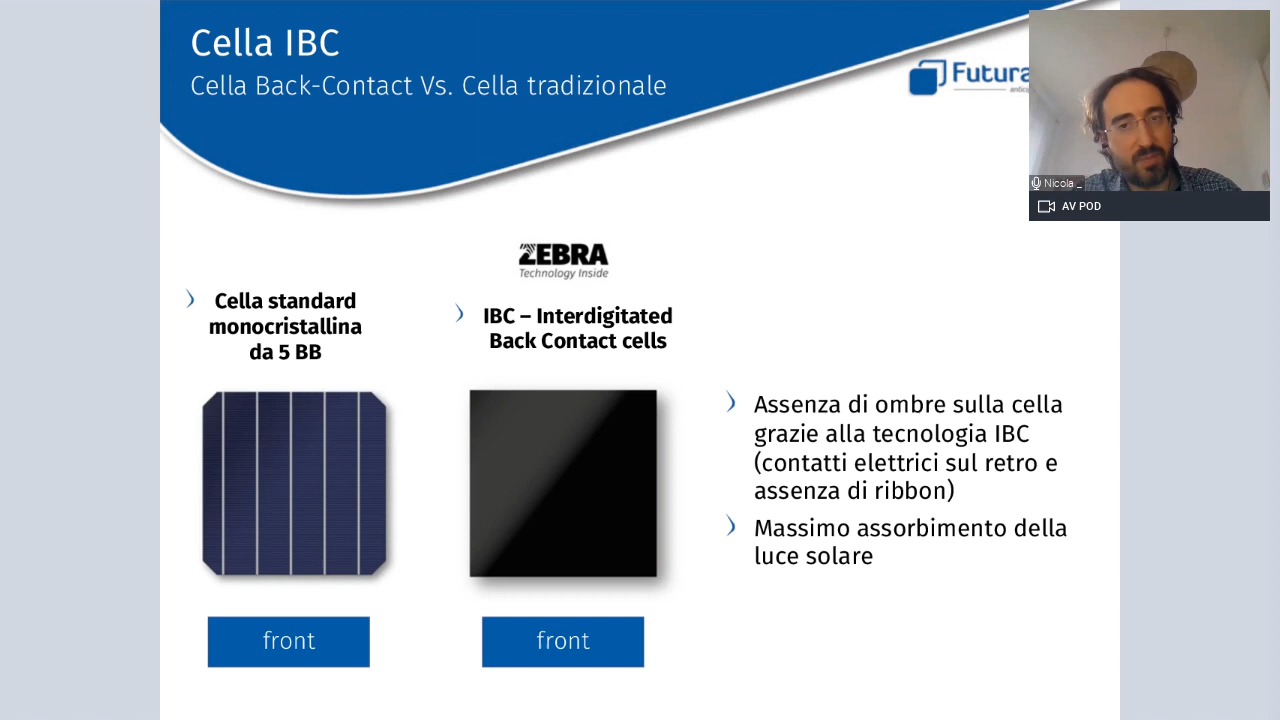 Cella IBC
Cella Back-Contact Vs. Cella tradizionale
Futura
Nicola _
AV POD
ZEBRA
Technology Inside
Cella standard
monocristallina
da 5 BB
IBC – Interdigitated
Back Contact cells
Assenza di ombre sulla cella
grazie alla tecnologia IBC
(contatti elettrici sul retro e
assenza di ribbon)
Massimo assorbimento della
luce solare
front
front